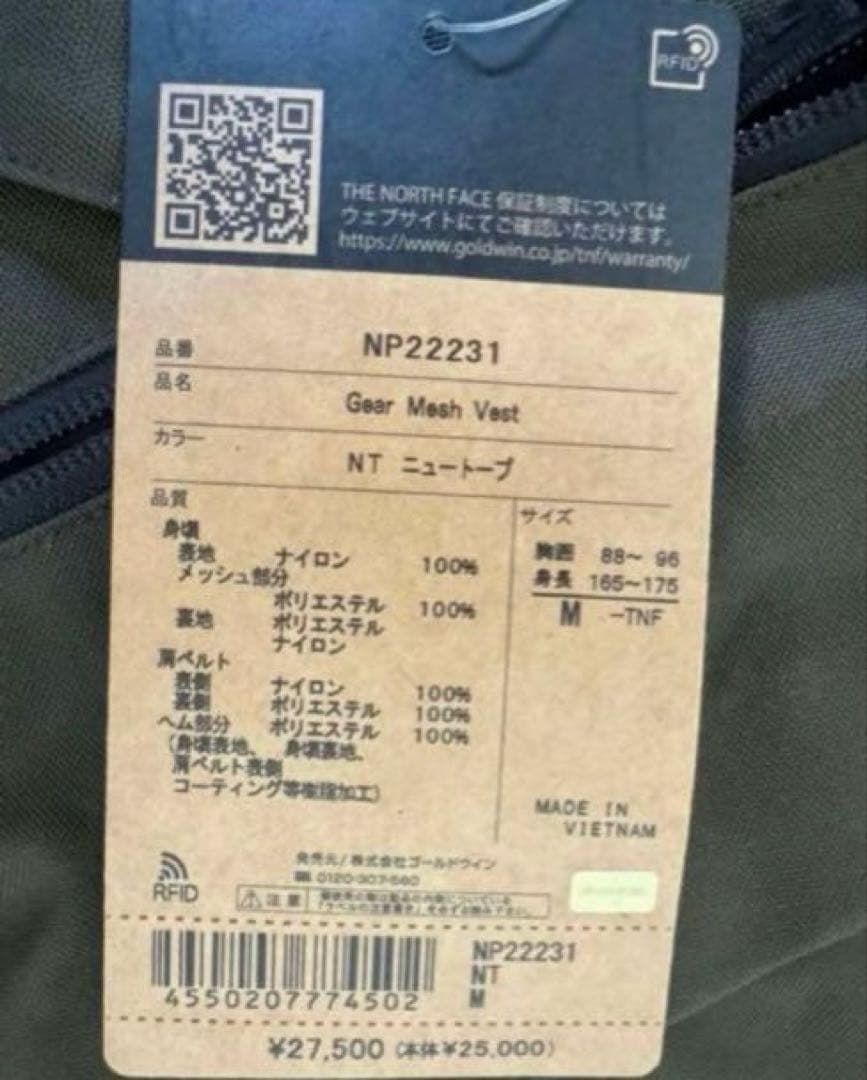 RFID
THE NORTH FACE 保証制度については
ウェブサイトにてご確認いただけます。
https://www.goldwin.co.jp/tnf/warranty/
品番 NP22231
品名 Gear Mesh Vest
カラー NT ニュートープ
品質
身頃
表地 ナイロン 100%
メッシュ部分
ポリエステル 100%
裏地 ポリエステル
ナイロン
肩ベルト
表側 ナイロン 100%
裏側 ポリエステル 100%
ヘム部分 ポリエステル 100%
(身頃表地、 身頃裏地、
肩ベルト表側
コーティング等樹脂加工)
サイズ
胸囲 88~ 96
身長 165~175
M -TNF
MADE IN
VIETNAM
RFID
発売元/株式会社ゴールドウイン
0120-307-560
注意
NP22231
NT
M
4550207774502
¥27,500 (本体¥25,000)